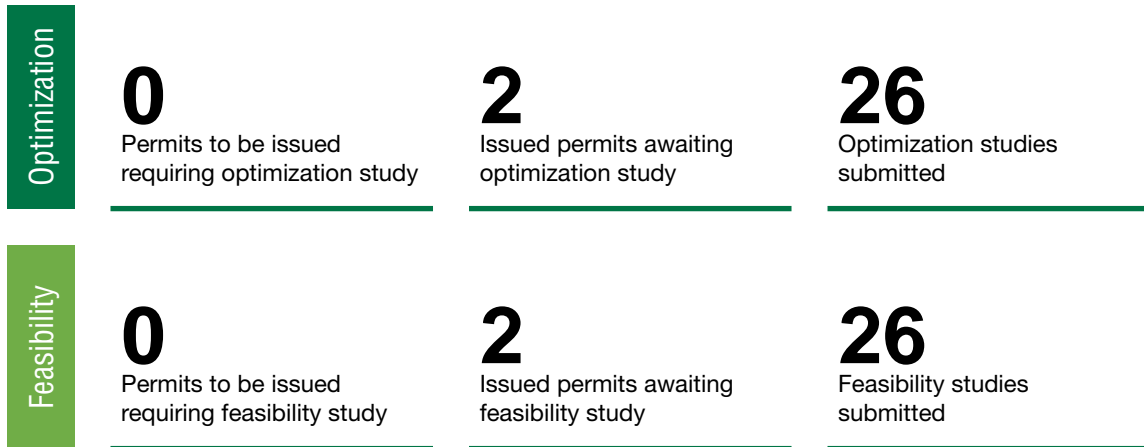 Optimization
0
Permits to be issued
requiring optimization study
2
Issued permits awaiting
optimization study
26
Optimization studies
submitted
Feasibility
0
Permits to be issued
requiring feasibility study
2
Issued permits awaiting
feasibility study
26
Feasibility studies
submitted